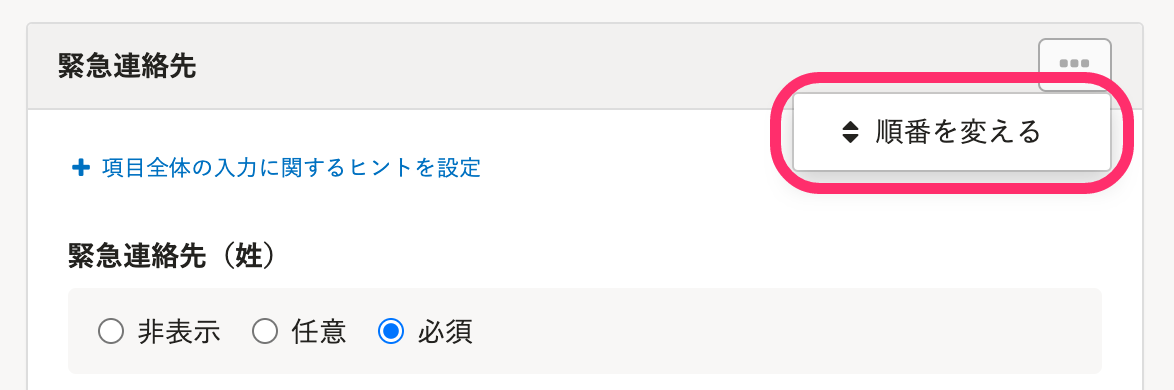 緊急連絡先
順番を変える
項目全体の入力に関するヒントを設定
緊急連絡先（姓）
非表示 任意 必須